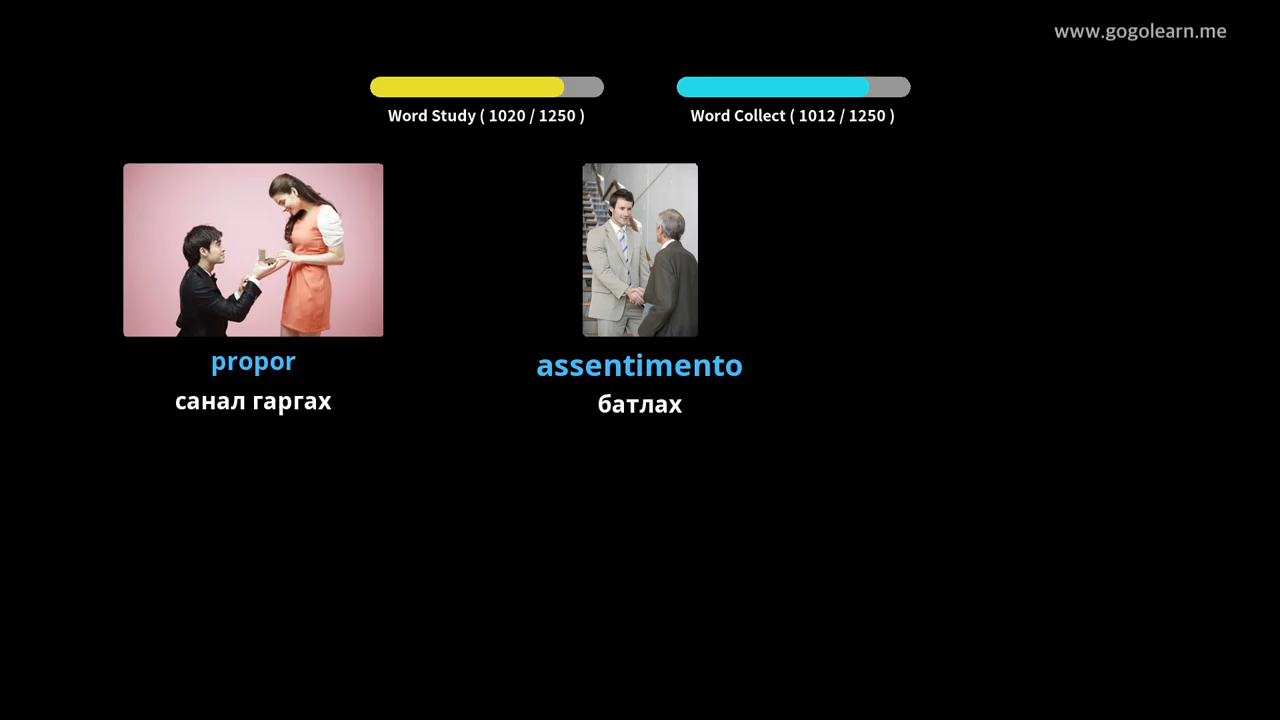 www.gogolearn.me
Word Study ( 1020 / 1250 )
Word Collect ( 1012 / 1250 )
propor
санал гаргах
assentimento
батлах